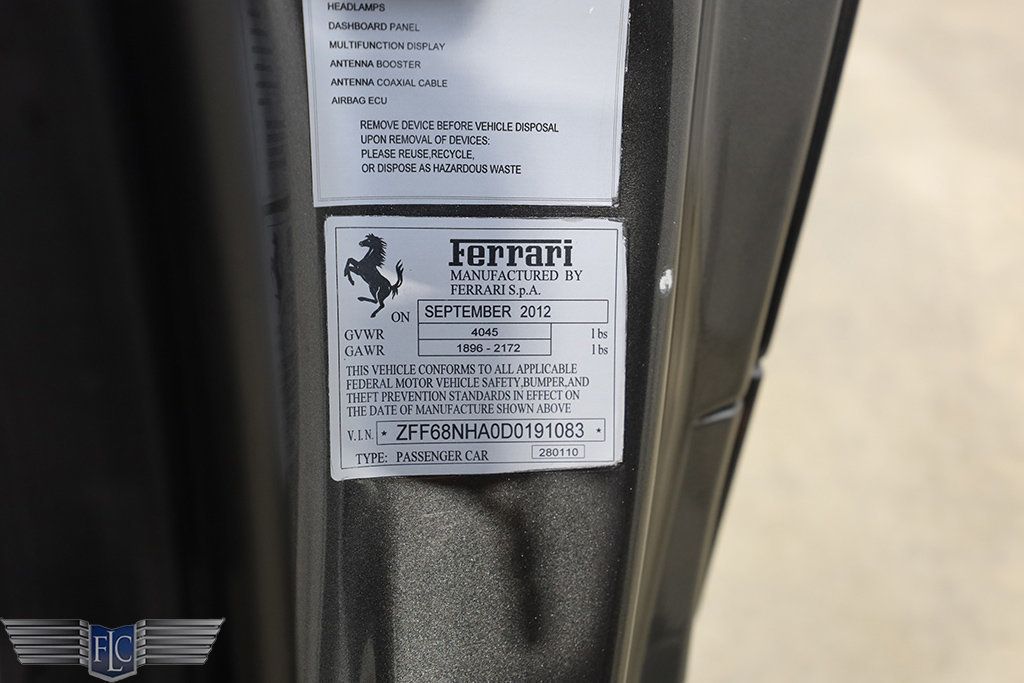 HEADLAMPS
DASHBOARD PANEL
MULTIFUNCTION DISPLAY
ANTENNA BOOSTER
ANTENNA COAXIAL CABLE
AIRBAG ECU
REMOVE DEVICE BEFORE VEHICLE DISPOSAL
UPON REMOVAL OF DEVICES:
PLEASE REUSE,RECYCLE,
OR DISPOSE AS HAZARDOUS WASTE
Ferrari
MANUFACTURED BY
FERRARI S.p.A.
ON SEPTEMBER 2012
GVWR 4045 lbs
GAWR 1896 - 2172 lbs
THIS VEHICLE CONFORMS TO ALL APPLICABLE
FEDERAL MOTOR VEHICLE SAFETY,BUMPER,AND
THEFT PREVENTION STANDARDS IN EFFECT ON
THE DATE OF MANUFACTURE SHOWN ABOVE
V.I.N. * ZFF68NHA0D0191083 *
TYPE: PASSENGER CAR 280110
FLC